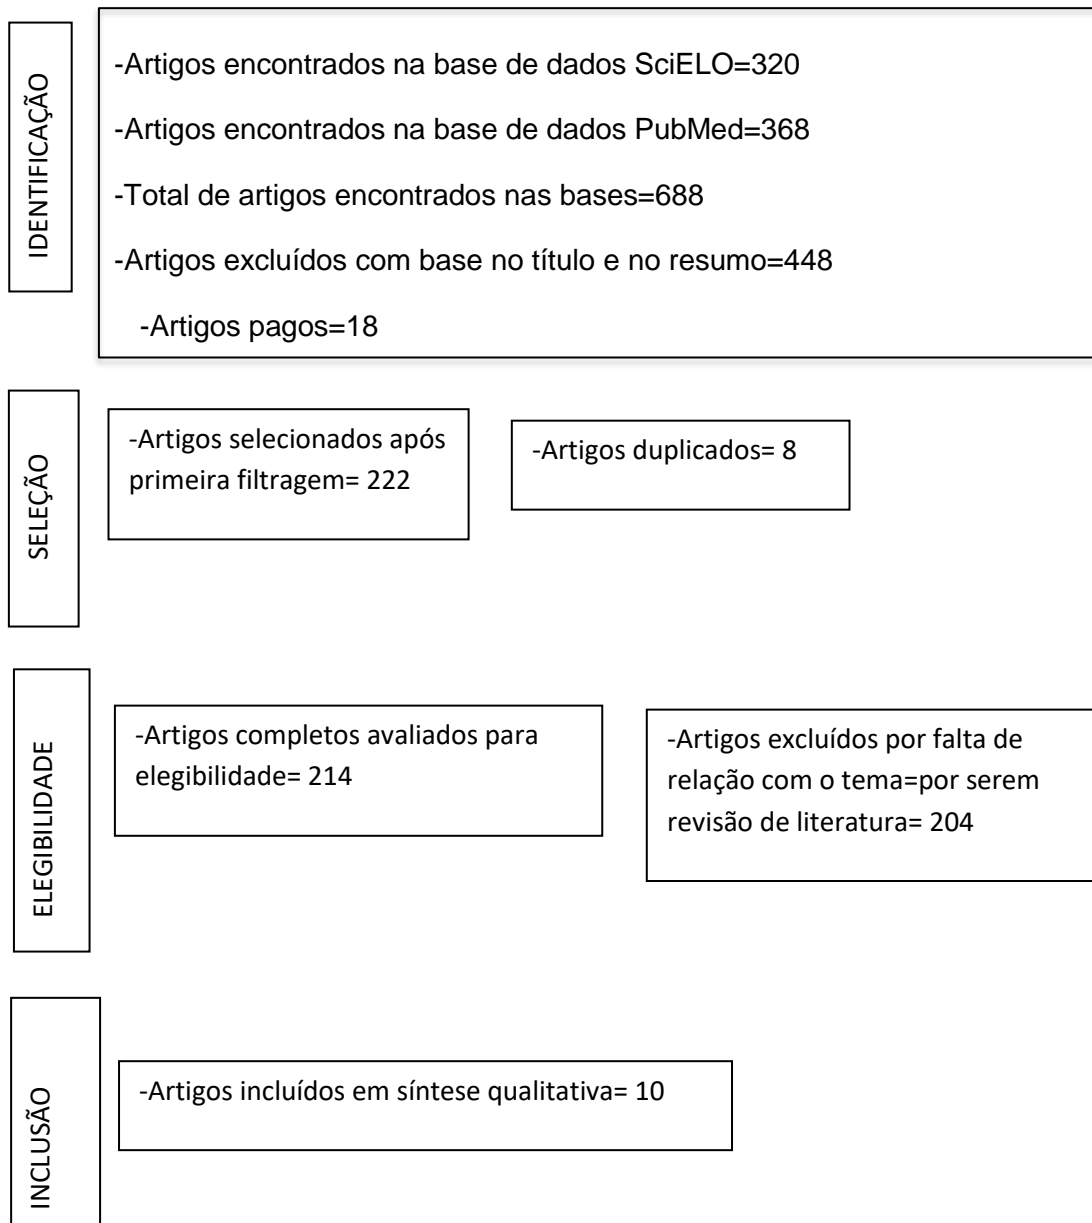 IDENTIFICAÇÃO
-Artigos encontrados na base de dados SciELO=320
-Artigos encontrados na base de dados PubMed=368
-Total de artigos encontrados nas bases=688
-Artigos excluídos com base no título e no resumo=448
-Artigos pagos=18
SELEÇÃO
-Artigos selecionados após
primeira filtragem= 222
-Artigos duplicados= 8
ELEGIBILIDADE
-Artigos completos avaliados para
elegibilidade= 214
-Artigos excluídos por falta de
relação com o tema=por serem
revisão de literatura= 204
INCLUSÃO
-Artigos incluídos em síntese qualitativa= 10